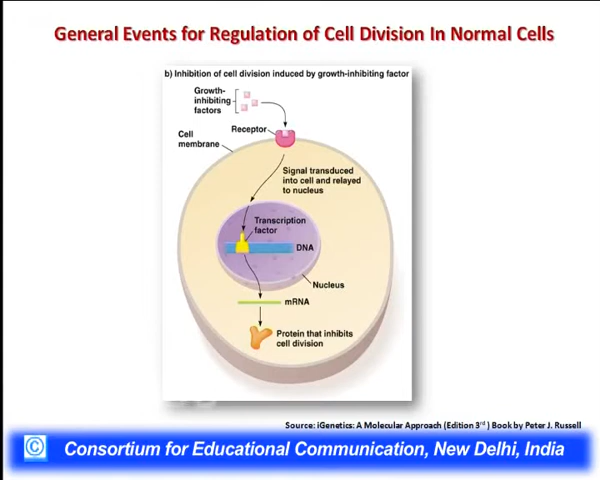 General Events for Regulation of Cell Division In Normal Cells
b) Inhibition of cell division induced by growth-inhibiting factor
Growth-
inhibiting
factors
Receptor
Cell
membrane
Signal transduced
into cell and relayed
to nucleus
Transcription
factor
DNA
Nucleus
mRNA
Protein that inhibits
cell division
Source: iGenetics: A Molecular Approach (Edition 3rd ) Book by Peter J. Russell
© Consortium for Educational Communication, New Delhi, India